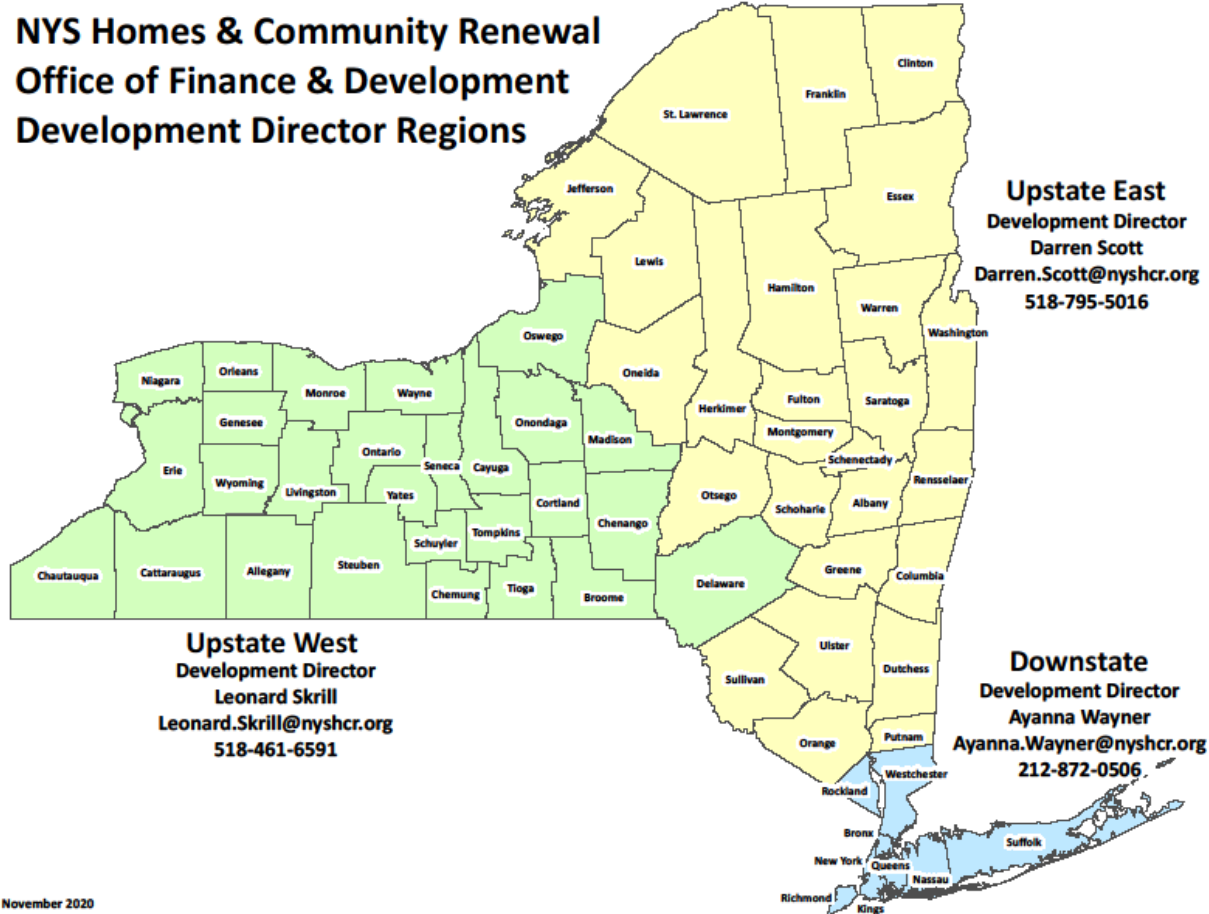 NYS Homes & Community Renewal
Office of Finance & Development
Development Director Regions
Clinton
Franklin
St. Lawrence
Jefferson
Essex
Lewis
Hamilton
Warren
Washington
Oswego
Oneida
Herkimer
Fulton
Saratoga
Montgomery
Schenectady
Rensselaer
Otsego
Schoharie
Albany
Niagara
Orleans
Monroe
Wayne
Genesee
Onondaga
Madison
Erie
Wyoming
Livingston
Ontario
Seneca
Cayuga
Yates
Cortland
Chenango
Schuyler
Tompkins
Chautauqua
Cattaraugus
Allegany
Steuben
Chemung
Tioga
Broome
Delaware
Greene
Columbia
Ulster
Dutchess
Sullivan
Orange
Putnam
Westchester
Rockland
Bronx
New York
Queens
Nassau
Suffolk
Richmond
Kings
Upstate East
Development Director
Darren Scott
Darren.Scott@nyshcr.org
518-795-5016
Upstate West
Development Director
Leonard Skrill
Leonard.Skrill@nyshcr.org
518-461-6591
Downstate
Development Director
Ayanna Wayner
Ayanna.Wayner@nyshcr.org
212-872-0506
November 2020